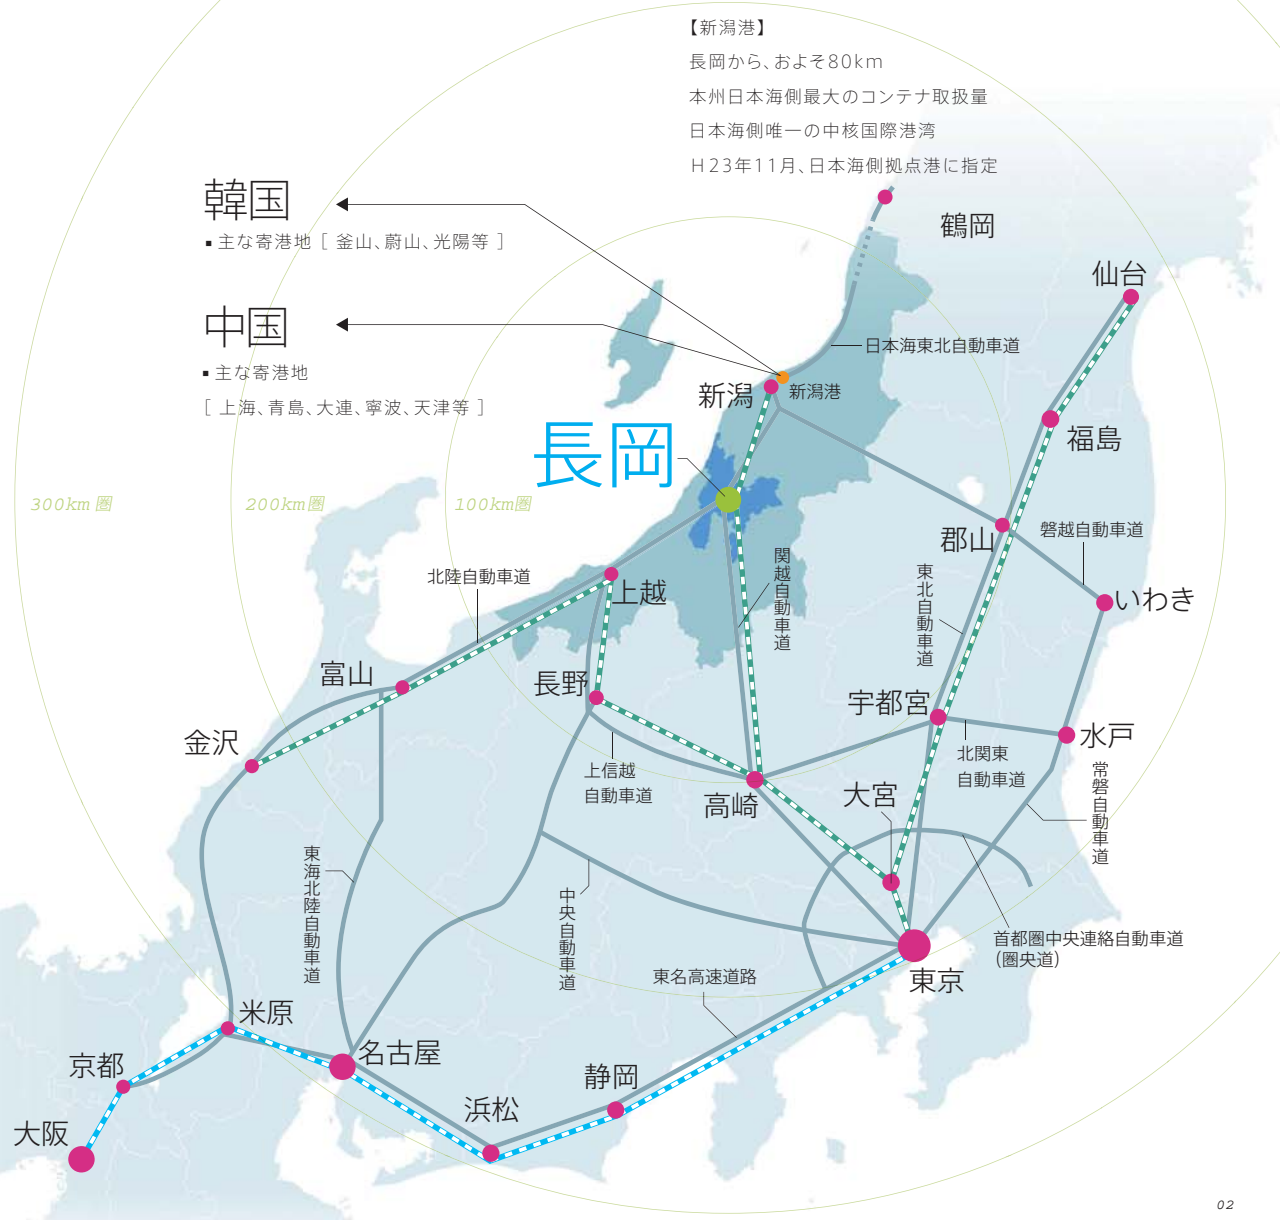 【新潟港】
長岡から、およそ80km
本州日本海側最大のコンテナ取扱量
日本海側唯一の中核国際港湾
H23年11月、日本海側拠点港に指定
韓国
▪ 主な寄港地 [ 釜山、蔚山、光陽等 ]
中国
▪ 主な寄港地
[ 上海、青島、大連、寧波、天津等 ]
鶴岡
仙台
日本海東北自動車道
新潟
新潟港
長岡
福島
300km圏
200km圏
100km圏
郡山
磐越自動車道
北陸自動車道
上越
関越自動車道
東北自動車道
いわき
富山
長野
宇都宮
金沢
水戸
北関東
自動車道
上信越
自動車道
高崎
大宮
常磐自動車道
東海北陸自動車道
中央自動車道
首都圏中央連絡自動車道
(圏央道)
東名高速道路
東京
米原
名古屋
京都
静岡
浜松
大阪
02